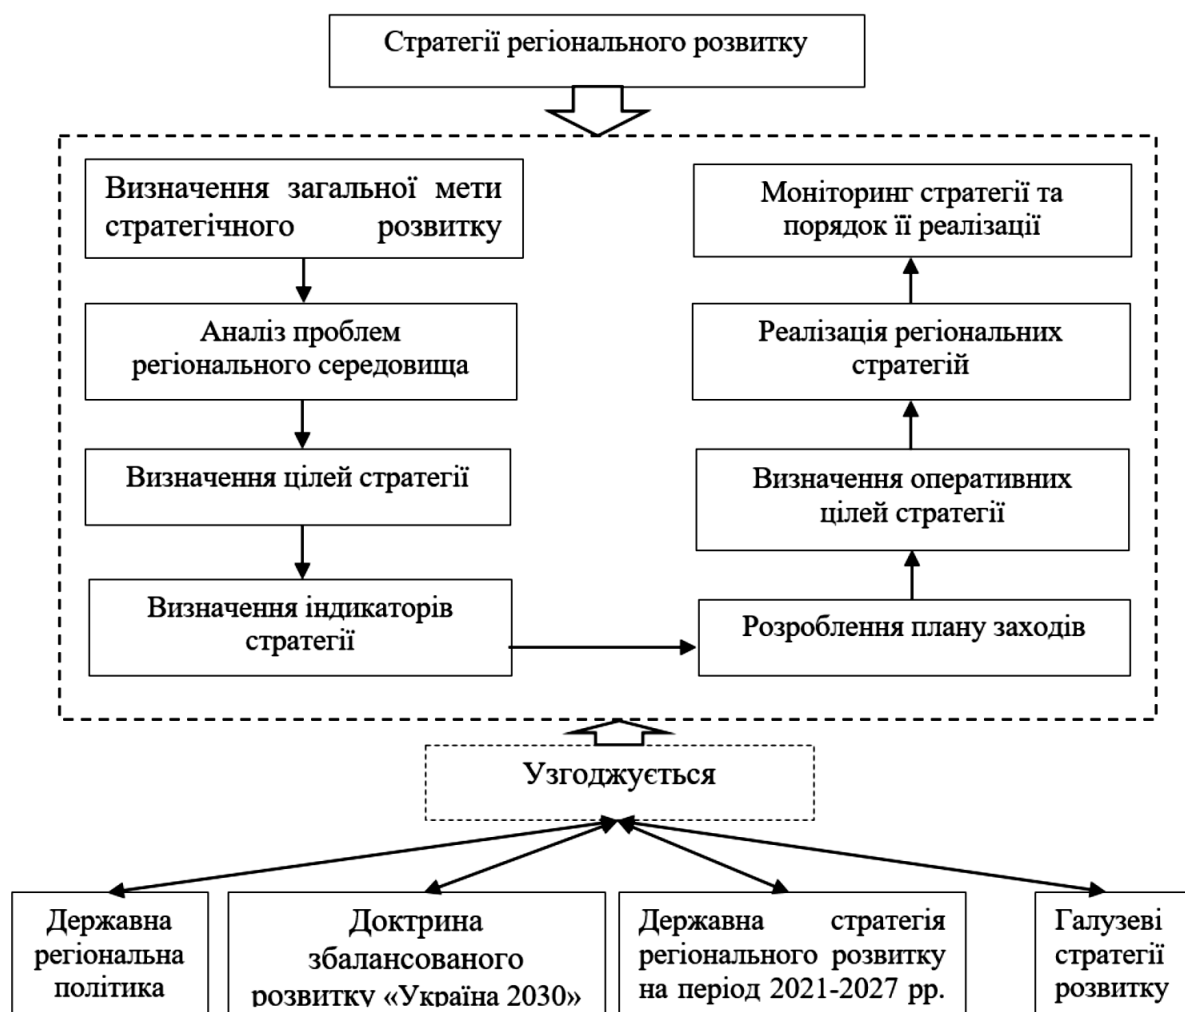 Стратегії регіонального розвитку
Визначення загальної мети
стратегічного розвитку
Аналіз проблем
регіонального середовища
Визначення цілей стратегії
Визначення індикаторів
стратегії
Моніторинг стратегії та
порядок її реалізації
Реалізація регіональних
стратегій
Визначення оперативних
цілей стратегії
Розроблення плану заходів
Узгоджується
Державна
регіональна
політика
Доктрина
збалансованого
розвитку «Україна 2030»
Державна стратегія
регіонального розвитку
на період 2021-2027 рр.
Галузеві
стратегії
розвитку